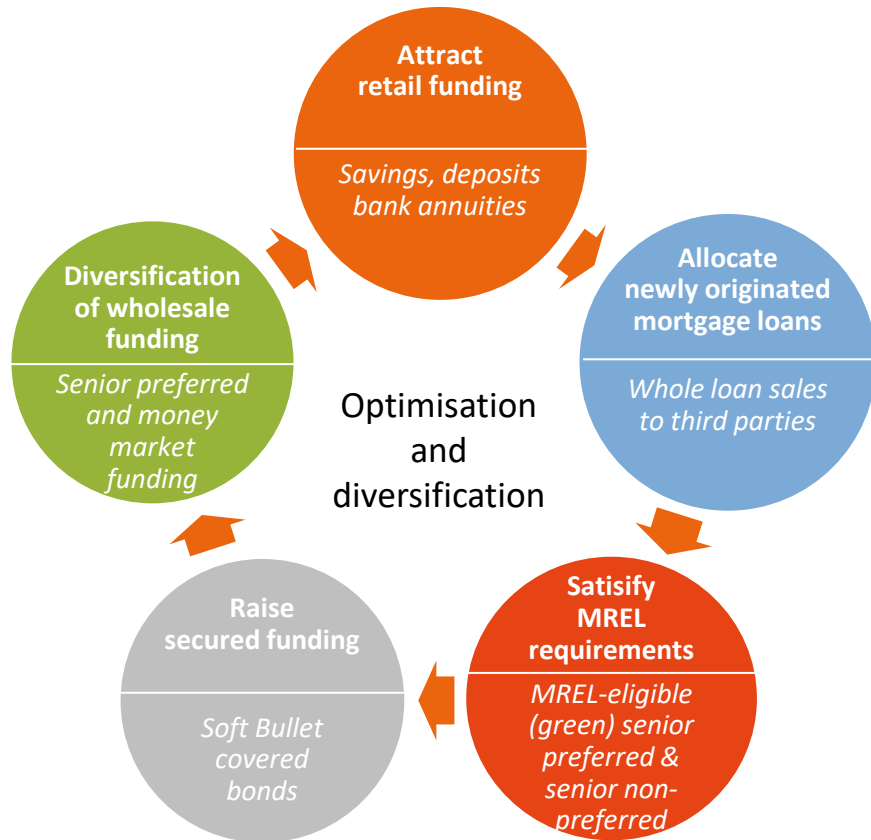 Attract
retail funding
Savings, deposits
bank annuities
Allocate
newly originated
mortgage loans
Whole loan sales
to third parties
Satisify
MREL
requirements
MREL-eligible
(green) senior
preferred &
senior non-
preferred
Raise
secured funding
Soft Bullet
covered
bonds
Diversification
of wholesale
funding
Senior preferred
and money
market
funding
Optimisation
and
diversification